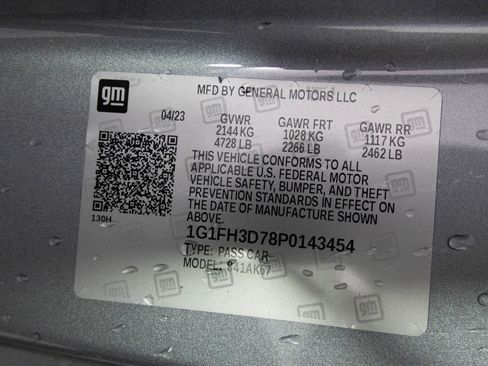 gm
MFD BY GENERAL MOTORS LLC
04/23 GVWR GAWR FRT GAWR RR
2144 KG 1028 KG 1117 KG
4728 LB 2266 LB 2462 LB
THIS VEHICLE CONFORMS TO ALL
APPLICABLE U.S. FEDERAL MOTOR
VEHICLE SAFETY, BUMPER, AND THEFT
PREVENTION STANDARDS IN EFFECT ON
THE DATE OF MANUFACTURE SHOWN
ABOVE.
130H
1G1FH3D78P0143454
TYPE: PASS CAR
MODEL: